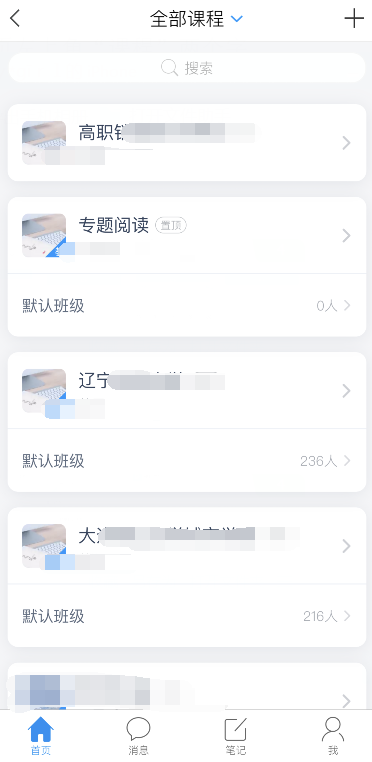 全部课程
搜索
高职
专题阅读 置顶
默认班级 0人
辽宁
默认班级 236人
大
默认班级 216人
首页 消息 笔记 我